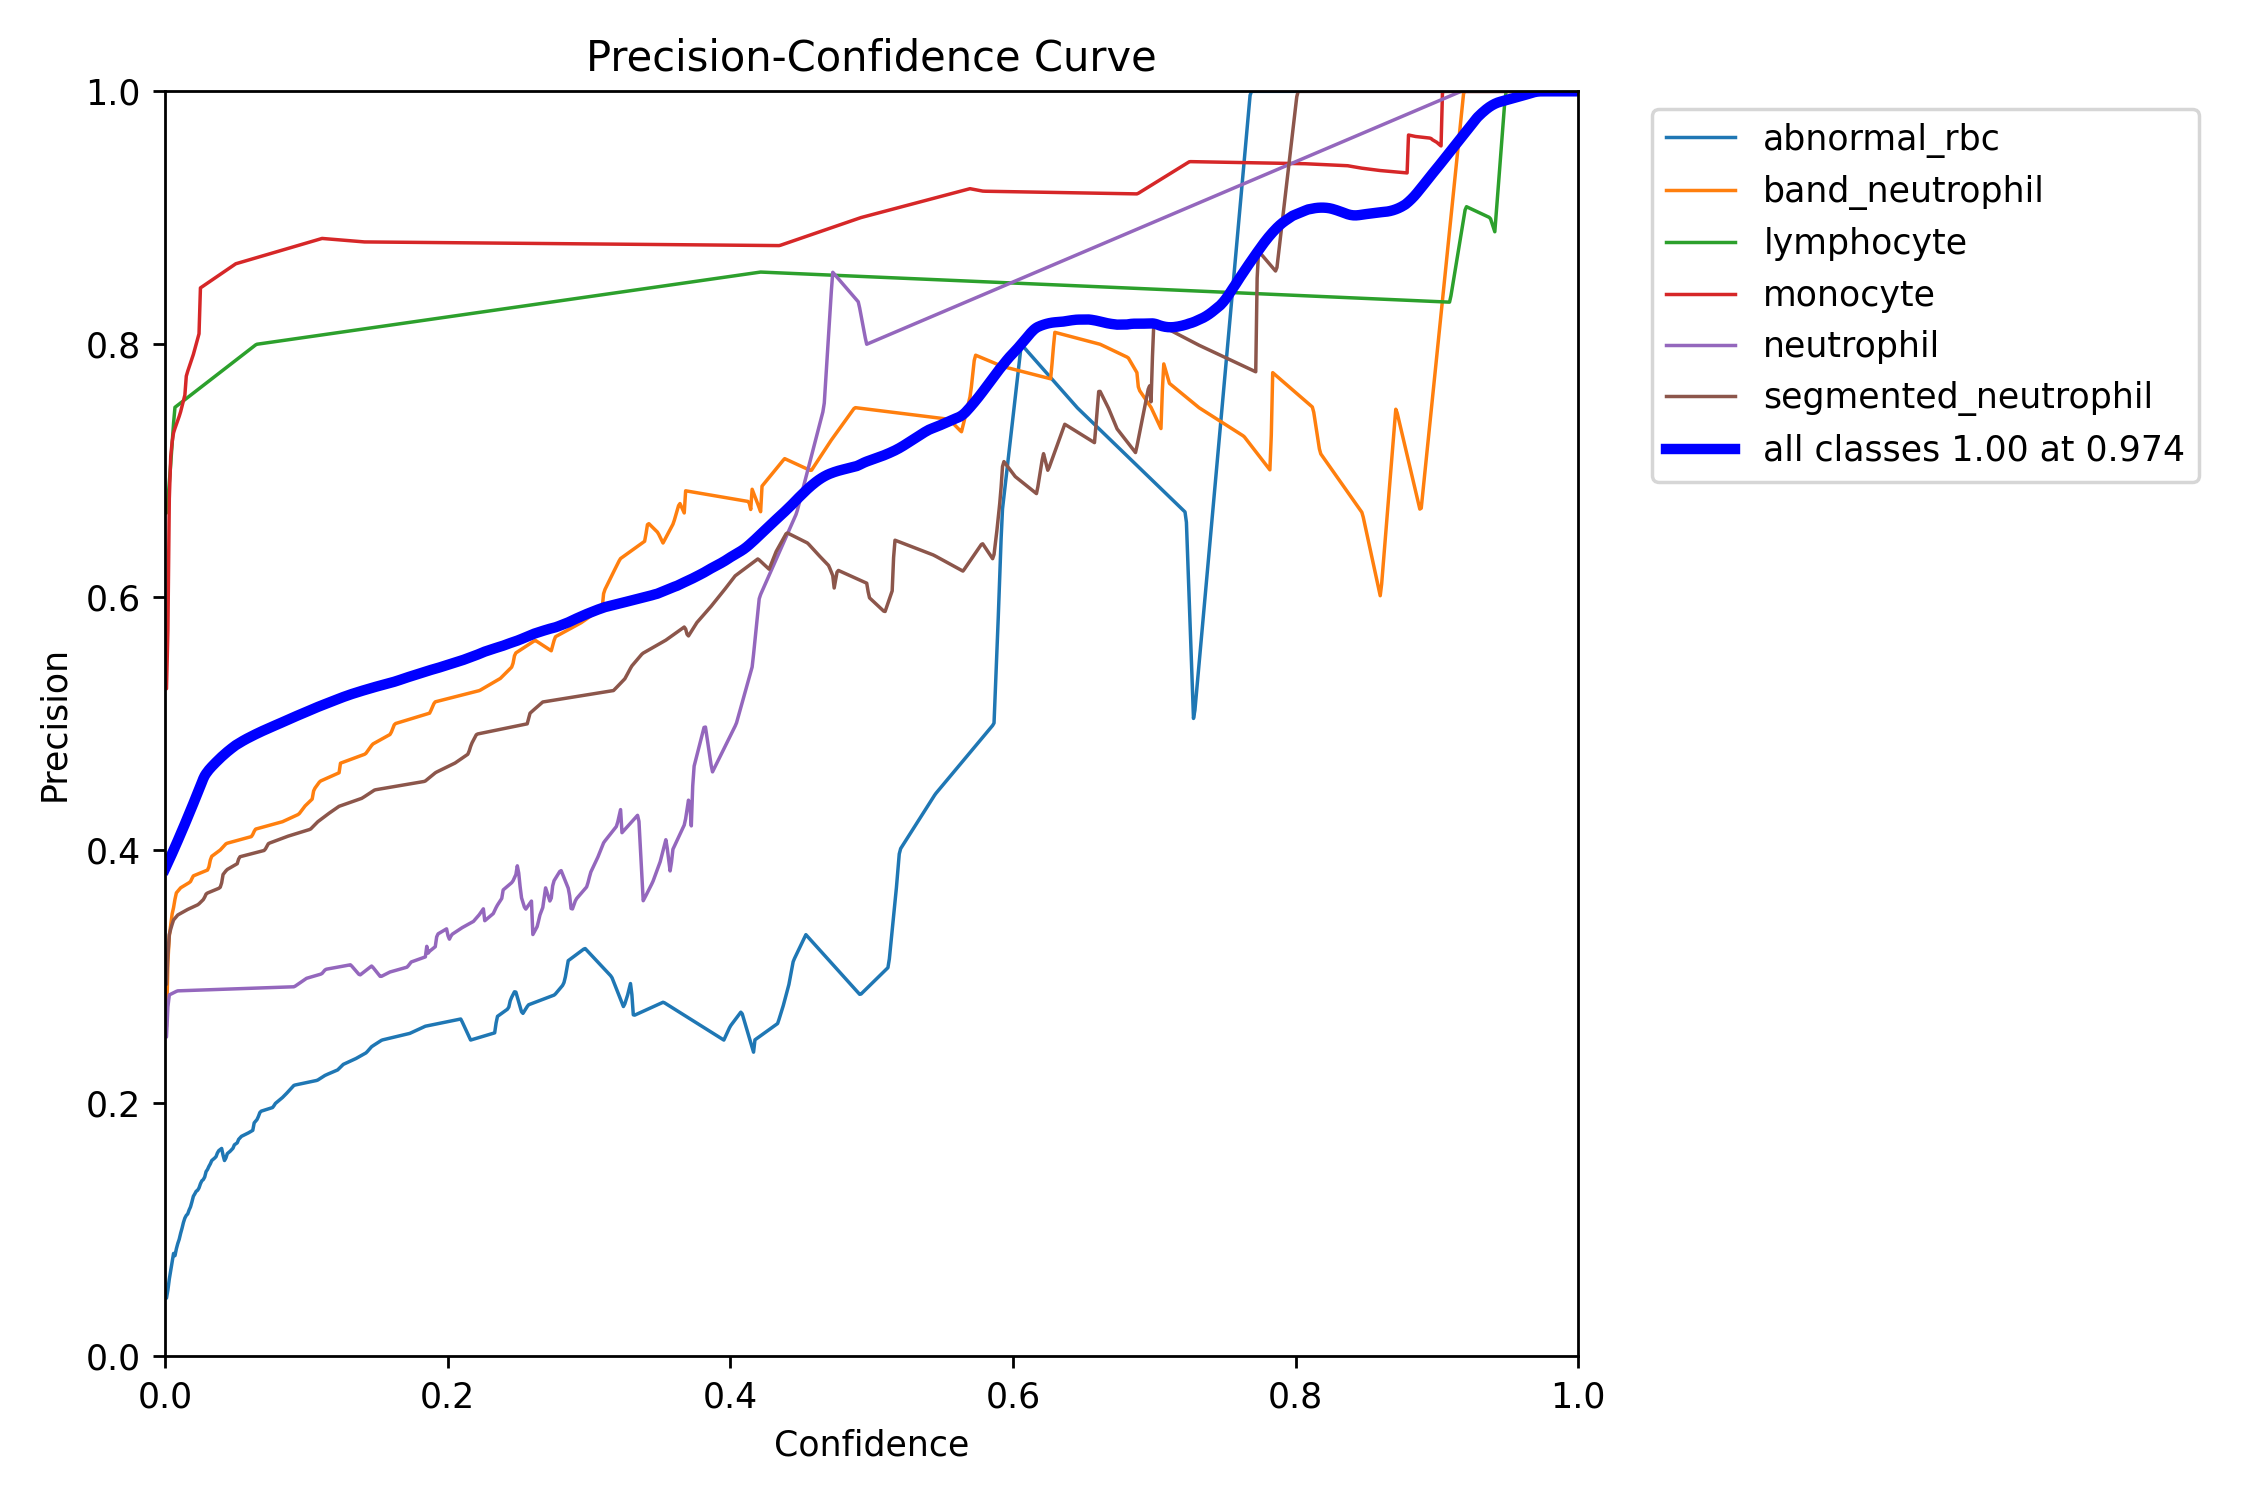 Precision-Confidence Curve
1.0
0.8
0.6
0.4
0.2
0.0
Precision
0.0 0.2 0.4 0.6 0.8 1.0
Confidence
abnormal_rbc
band_neutrophil
lymphocyte
monocyte
neutrophil
segmented_neutrophil
all classes 1.00 at 0.974